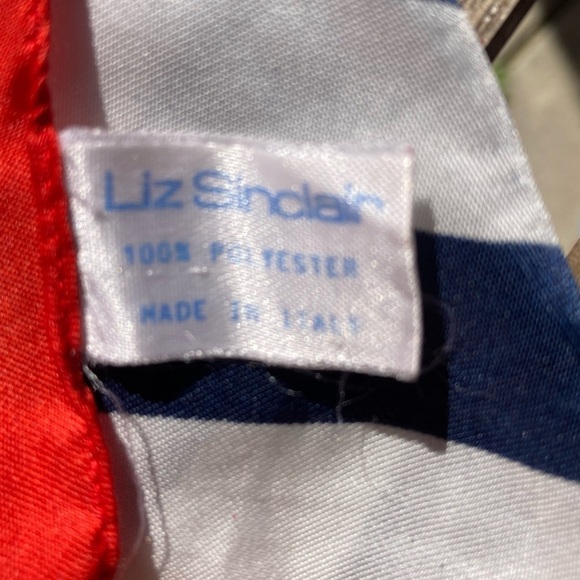 Liz Sinclair
100% POLYESTER
MADE IN ITALY